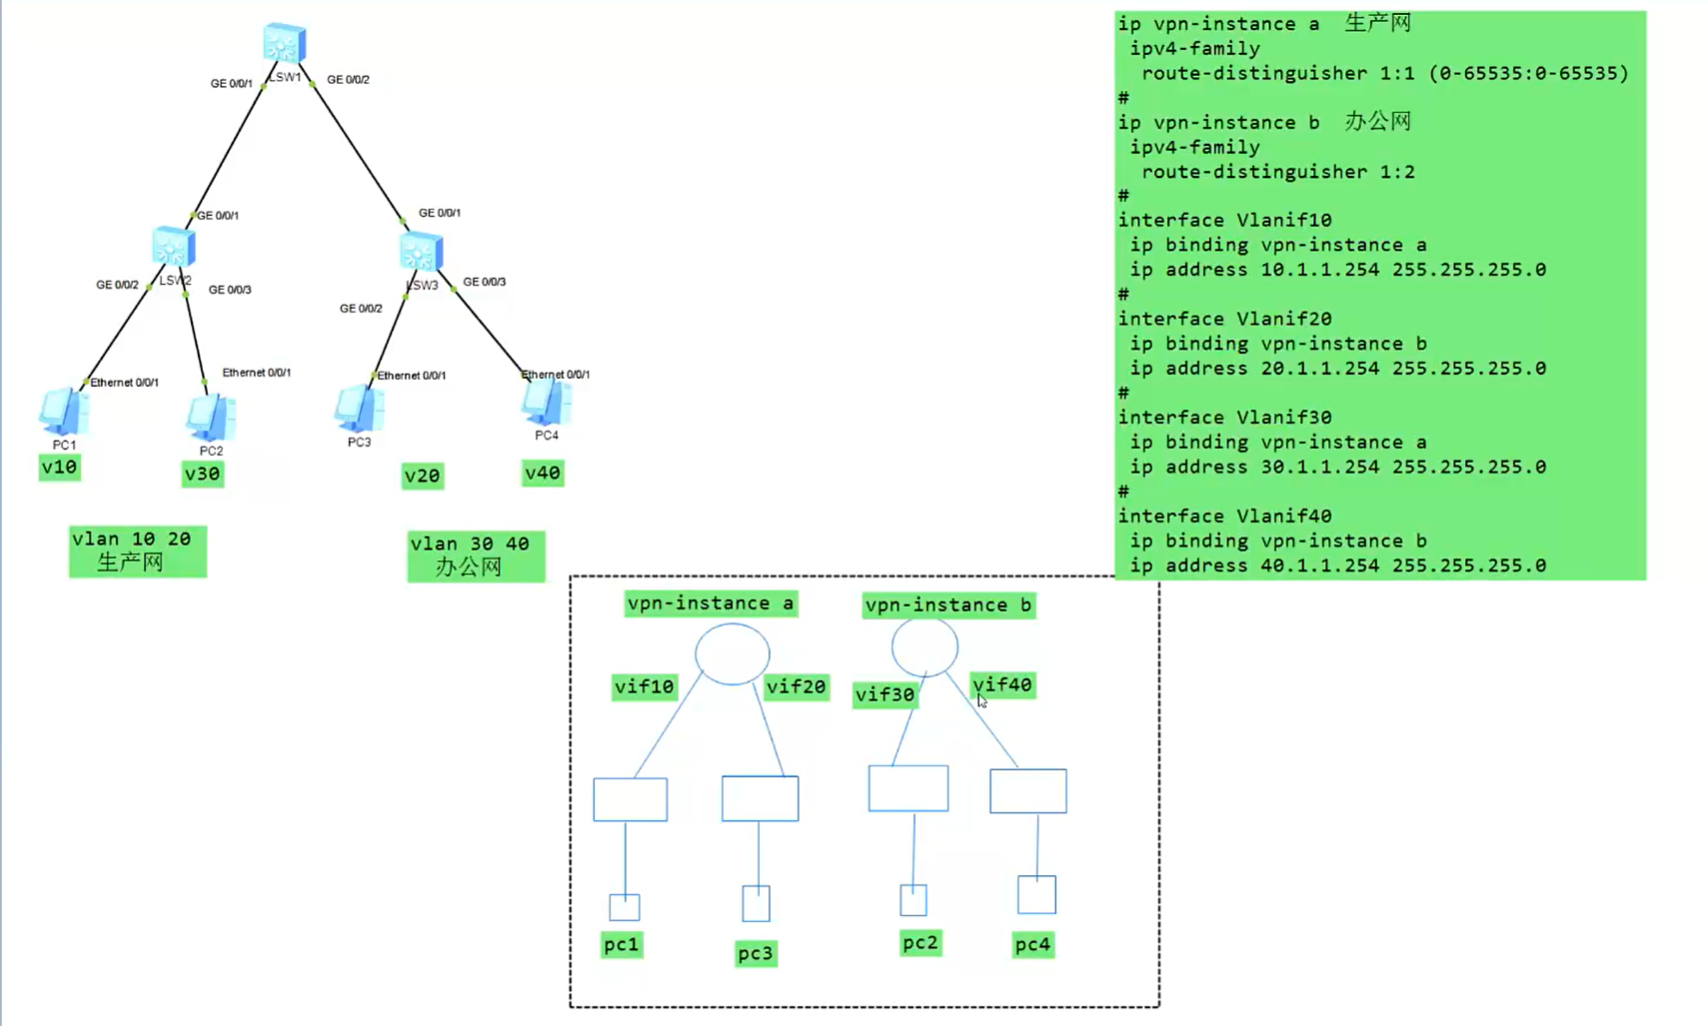 LSW1
GE 0/0/1
GE 0/0/2
GE 0/0/1
GE 0/0/1
LSW2
LSW3
GE 0/0/2
GE 0/0/3
GE 0/0/2
GE 0/0/3
Ethernet 0/0/1
Ethernet 0/0/1
Ethernet 0/0/1
Ethernet 0/0/1
PC1
PC2
PC3
PC4
v10
v30
v20
v40
vlan 10 20
生产网
vlan 30 40
办公网
ip vpn-instance a 生产网
ipv4-family
route-distinguisher 1:1 (0-65535:0-65535)
#
ip vpn-instance b 办公网
ipv4-family
route-distinguisher 1:2
#
interface Vlanif10
ip binding vpn-instance a
ip address 10.1.1.254 255.255.255.0
#
interface Vlanif20
ip binding vpn-instance b
ip address 20.1.1.254 255.255.255.0
#
interface Vlanif30
ip binding vpn-instance a
ip address 30.1.1.254 255.255.255.0
#
interface Vlanif40
ip binding vpn-instance b
ip address 40.1.1.254 255.255.255.0
vpn-instance a
vpn-instance b
vif10
vif20
vif30
vif40
pc1
pc3
pc2
pc4